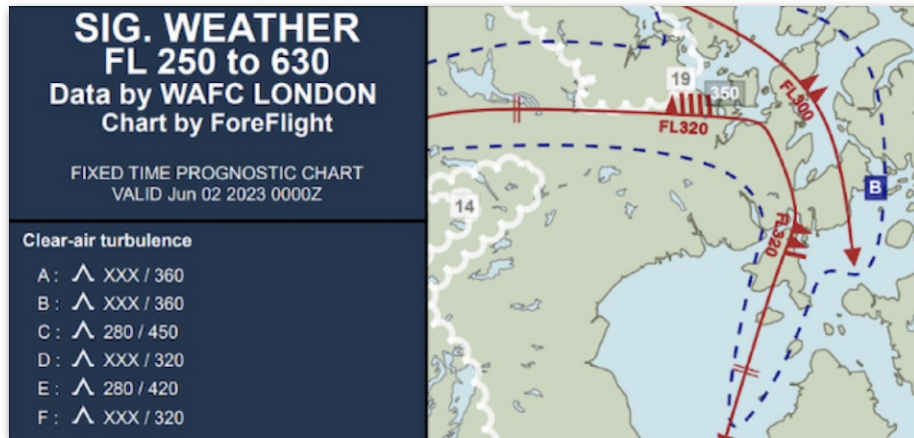 SIG. WEATHER
FL 250 to 630
Data by WAFC LONDON
Chart by ForeFlight
FIXED TIME PROGNOSTIC CHART
VALID Jun 02 2023 0000Z
Clear-air turbulence
A: XXX / 360
B: XXX / 360
C: 280 / 450
D: XXX / 320
E: 280 / 420
F: XXX / 320
19
350
FL320
FL300
B
14
FL320